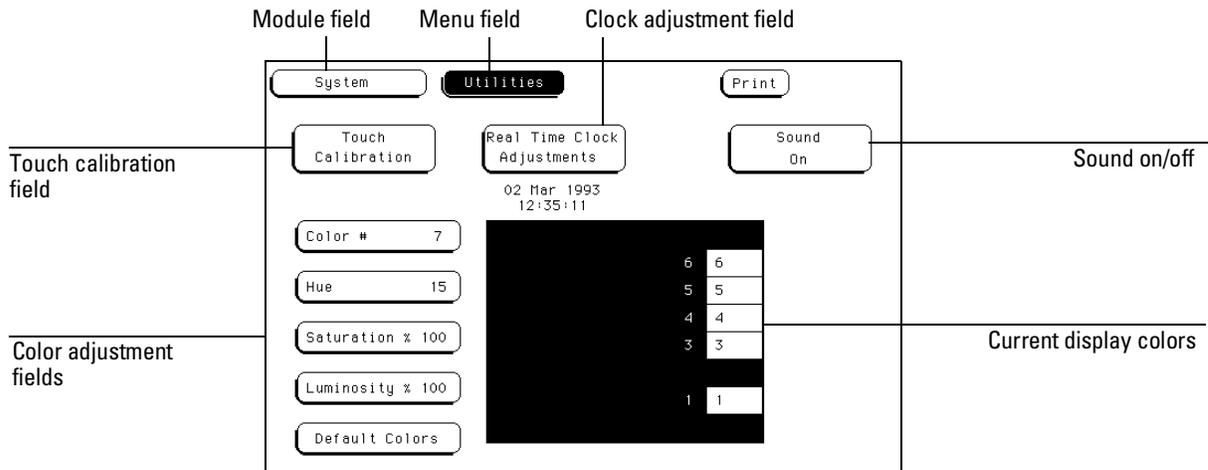 Module field Menu field Clock adjustment field
System Utilities Print
Touch Calibration
Real Time Clock Adjustments
Sound On
Touch calibration
field
Sound on/off
02 Mar 1993
12:35:11
Color # 7
Hue 15
Saturation % 100
Luminosity % 100
Default Colors
Color adjustment
fields
6 6
5 5
4 4
3 3
1 1
Current display colors